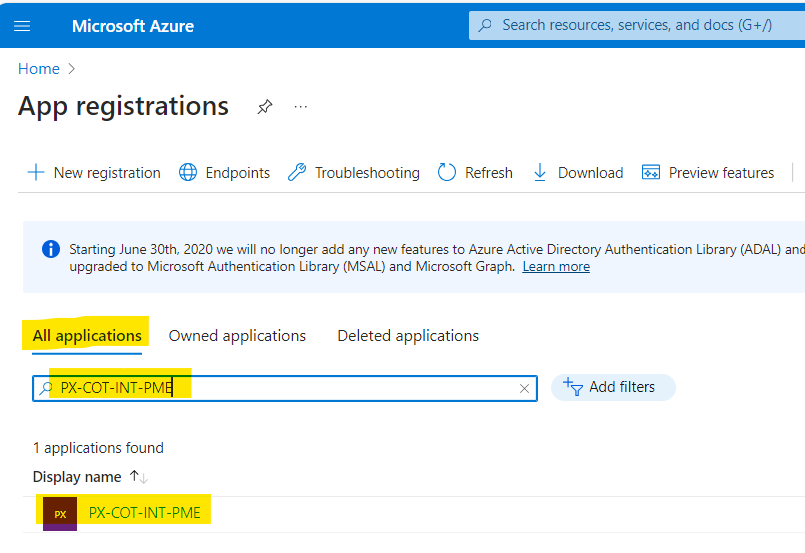 Microsoft Azure
Search resources, services, and docs (G+/)
Home
App registrations
New registration
Endpoints
Troubleshooting
Refresh
Download
Preview features
Starting June 30th, 2020 we will no longer add any new features to Azure Active Directory Authentication Library (ADAL) and
upgraded to Microsoft Authentication Library (MSAL) and Microsoft Graph. Learn more
All applications
Owned applications
Deleted applications
PX-COT-INT-PME
Add filters
1 applications found
Display name ↑↓
PX
PX-COT-INT-PME